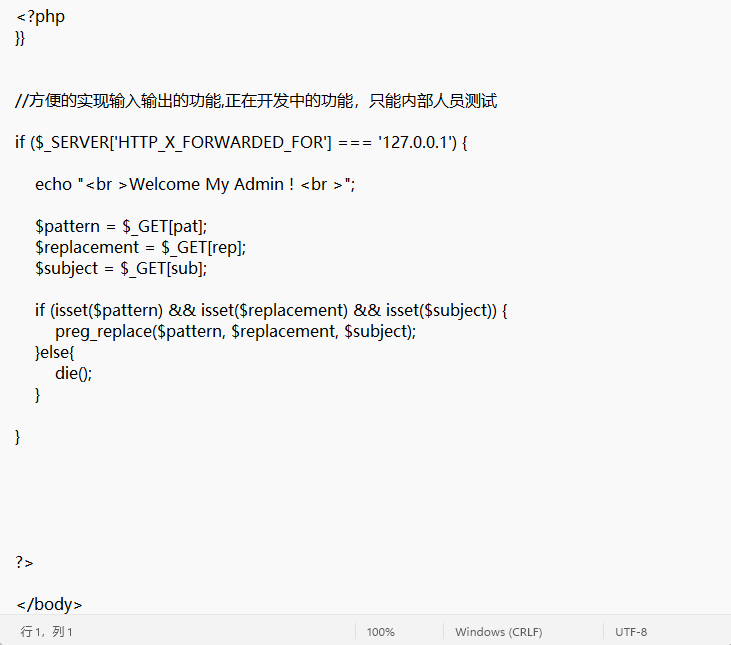 <?php
}}
//方便的实现输入输出的功能,正在开发中的功能，只能内部人员测试
if ($_SERVER['HTTP_X_FORWARDED_FOR'] === '127.0.0.1') {
echo "<br >Welcome My Admin ! <br >";
$pattern = $_GET[pat];
$replacement = $_GET[rep];
$subject = $_GET[sub];
if (isset($pattern) && isset($replacement) && isset($subject)) {
preg_replace($pattern, $replacement, $subject);
}else{
die();
}
}
?>
</body>
行 1，列 1
100%
Windows (CRLF)
UTF-8